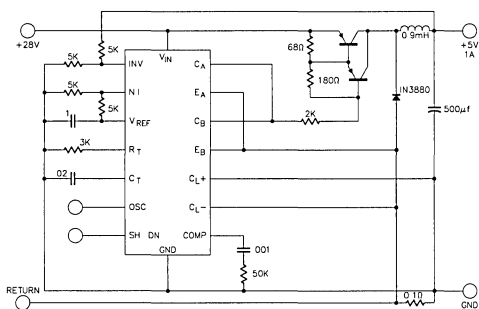 +28V
5K
5K
68Ω
0.9mH
+5V
1A
INV
VIN
CA
180Ω
5K
NI
EA
IN3880
5K
1
VREF
CB
2K
500µf
3K
RT
EB
.02
CT
CL+
OSC
CL-
SH DN
COMP
.001
GND
50K
RETURN
0.1Ω
GND